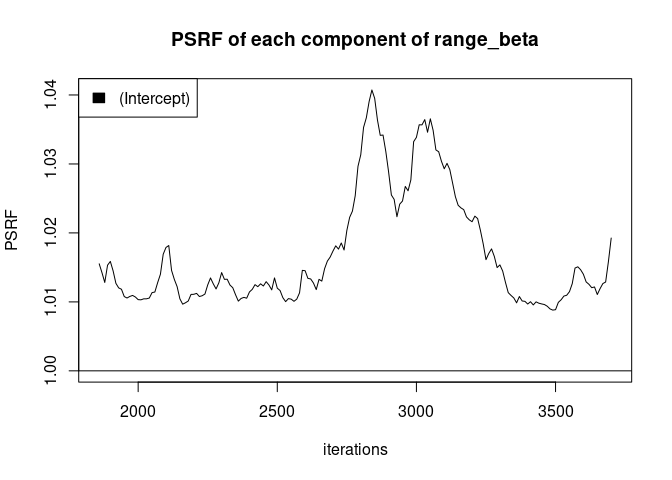 PSRF of each component of range_beta
(Intercept)
PSRF
1.04
1.03
1.02
1.01
1.00
2000
2500
3000
3500
iterations